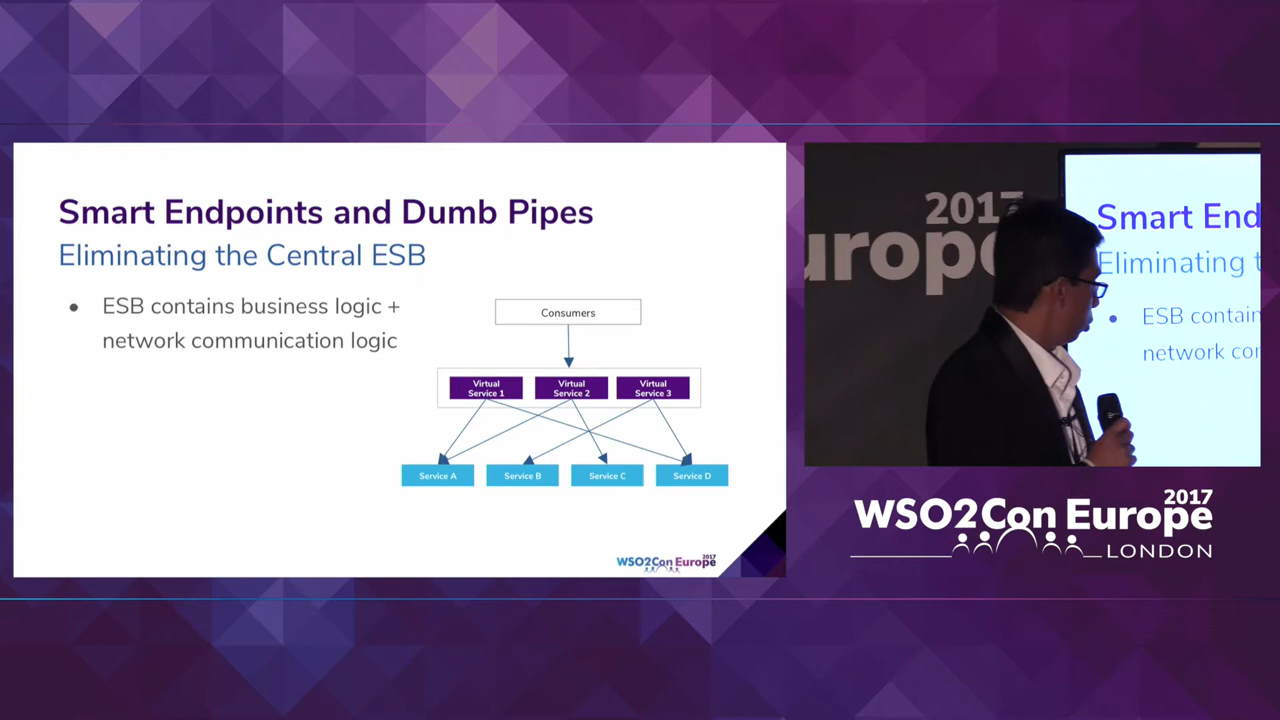 Smart Endpoints and Dumb Pipes
Eliminating the Central ESB
● ESB contains business logic +
network communication logic
Consumers
Virtual
Service 1
Virtual
Service 2
Virtual
Service 3
Service A
Service B
Service C
Service D
WSO2Con Europe 2017
2017
urope
Smart End
Eliminating t
● ESB contain
network cor
2017
WSO2Con Europe
LONDON